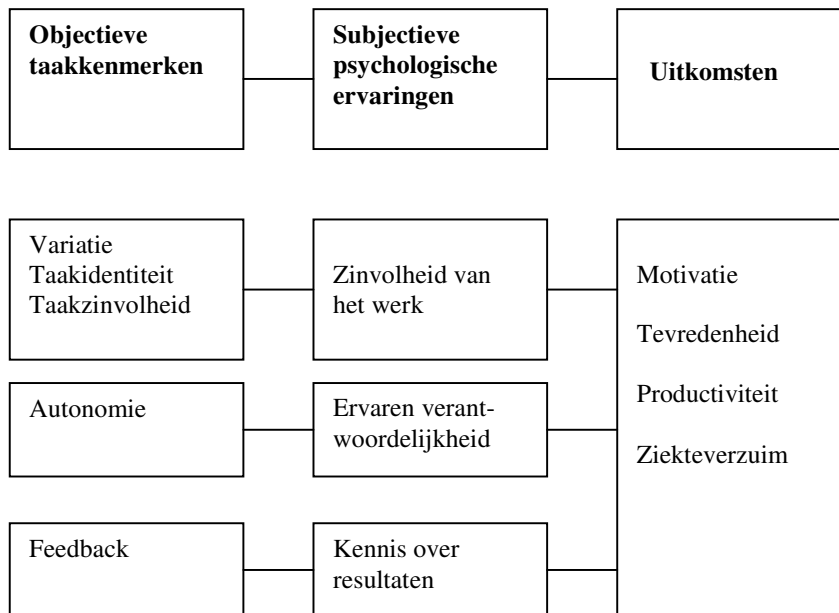 Objectieve
taakkenmerken
Subjectieve
psychologische
ervaringen
Uitkomsten
Variatie
Taakidentiteit
Taakzinvolheid
Zinvolheid van
het werk
Motivatie
Tevredenheid
Productiviteit
Ziekteverzuim
Autonomie
Ervaren verant-
woordelijkheid
Feedback
Kennis over
resultaten